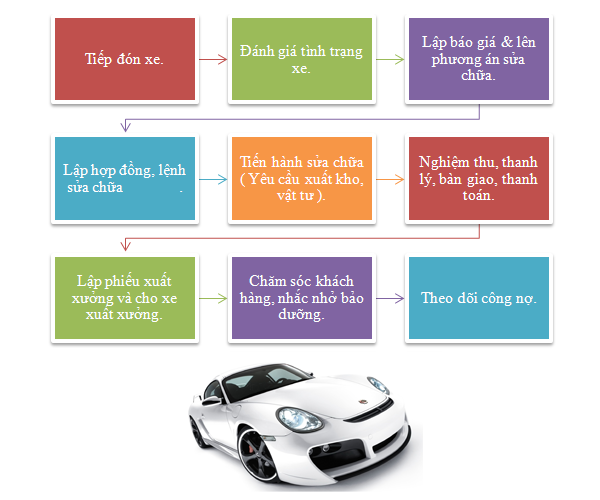 Tiếp đón xe.
Đánh giá tình trạng
xe.
Lập báo giá & lên
phương án sửa
chữa.
Lập hợp đồng, lệnh
sửa chữa .
Tiến hành sửa chữa
( Yêu cầu xuất kho,
vật tư ).
Nghiệm thu, thanh
lý, bàn giao, thanh
toán.
Lập phiếu xuất
xưởng và cho xe
xuất xưởng.
Chăm sóc khách
hàng, nhắc nhở bảo
dưỡng.
Theo dõi công nợ.